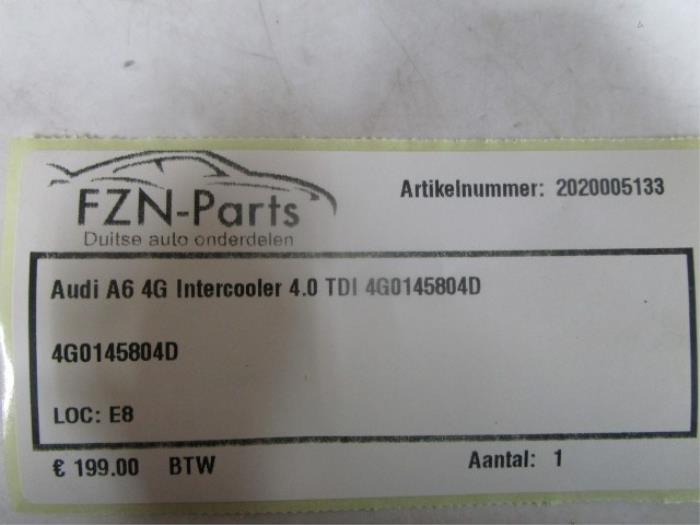 FZN-Parts
Duitse auto onderdelen
Artikelnummer: 2020005133
Audi A6 4G Intercooler 4.0 TDI 4G0145804D
4G0145804D
LOC: E8
€ 199.00 BTW
Aantal: 1